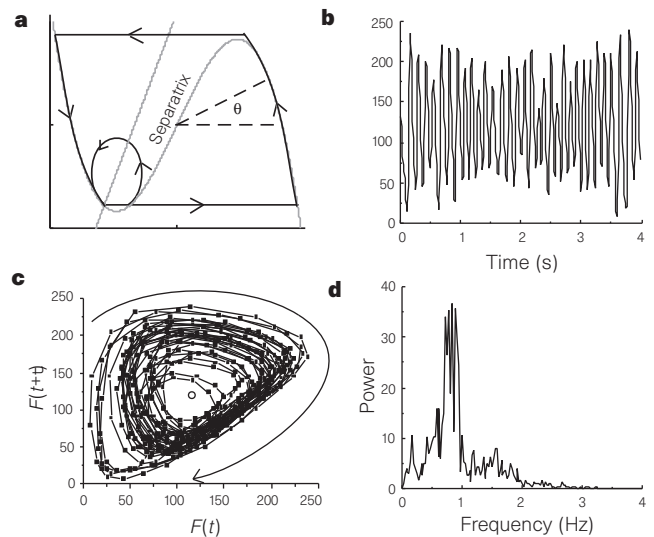 a
Separatrix
θ
b
250
200
150
100
50
0
0 1 2 3 4
Time (s)
c
250
200
150
100
50
0
0 50 100 150 200 250
F(t+t)
F(t)
d
40
30
20
10
0
0 1 2 3 4
Power
Frequency (Hz)